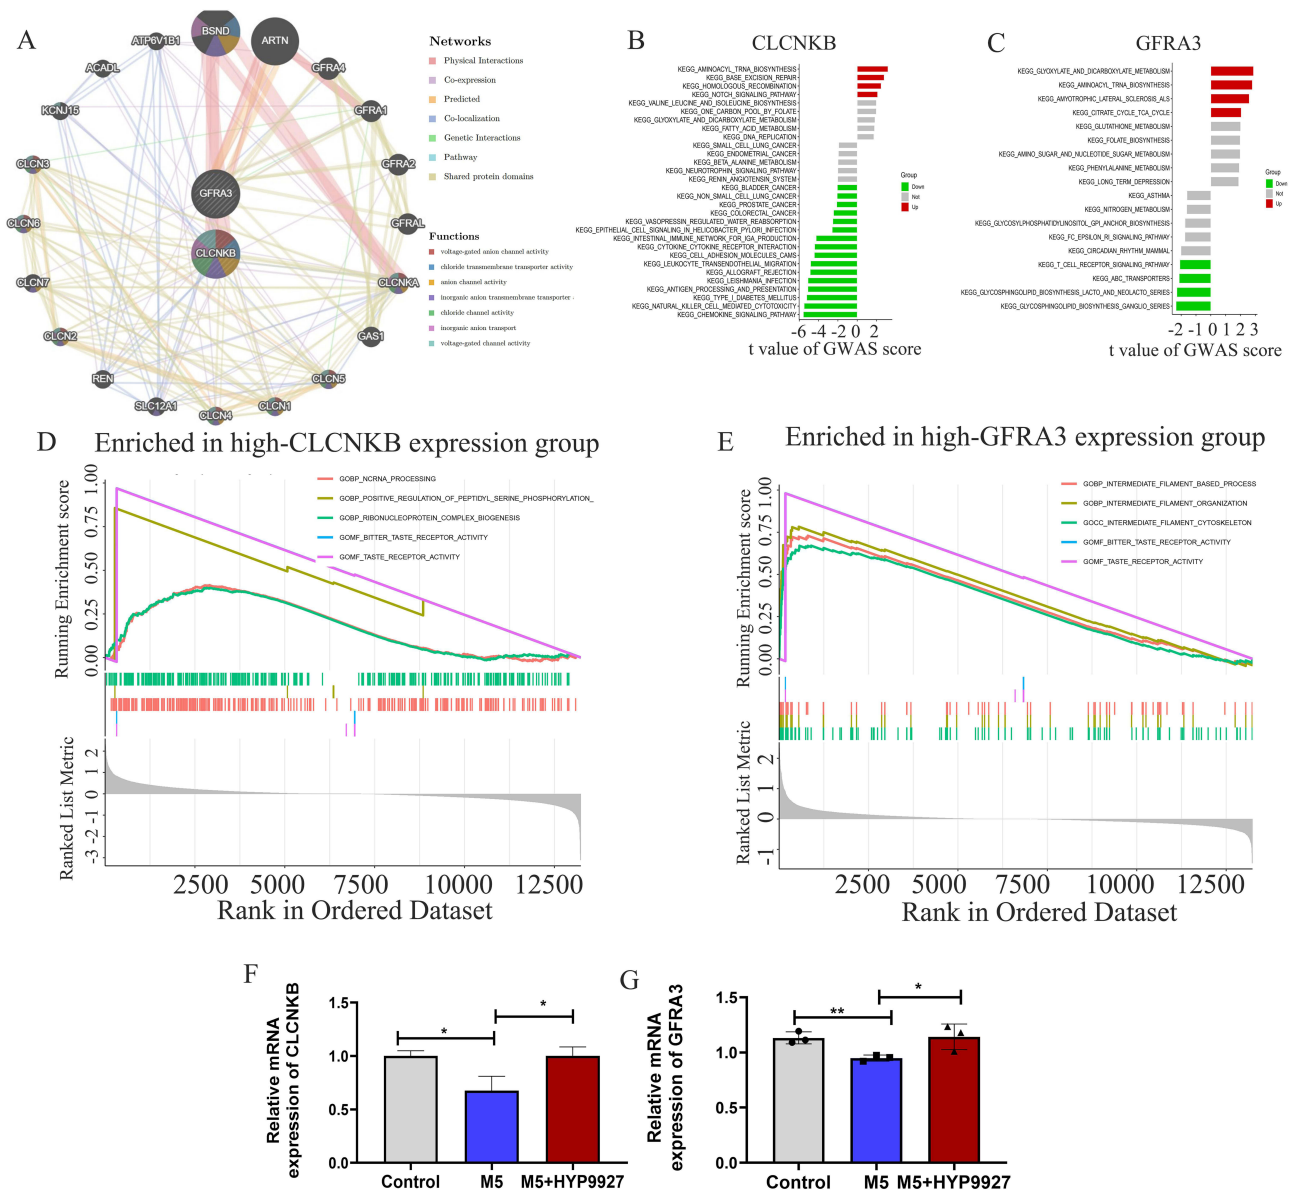 A
BSND
ARTN
ATP6V1B1
GFRA4
ACADL
GFRA1
KCNJ15
GFRA2
CLCN3
GFRA3
GFRAL
CLCN6
CLCNKB
CLCN7
CLCNKA
CLCN2
GAS1
REN
CLCN5
SLC12A1
CLCN4
CLCN1
Networks
Physical Interactions
Co-expression
Predicted
Co-localization
Genetic Interactions
Pathway
Shared protein domains
Functions
voltage-gated anion channel activity
chloride transmembrane transporter activity
anion channel activity
inorganic anion transmembrane transporter
chloride channel activity
inorganic anion transport
voltage-gated channel activity
B
CLCNKB
KEGG_AMINOACYL_TRNA_BIOSYNTHESIS
KEGG_BASE_EXCISION_REPAIR
KEGG_HOMOLOGOUS_RECOMBINATION
KEGG_NOTCH_SIGNALING_PATHWAY
KEGG_VALINE_LEUCINE_AND_ISOLEUCINE_BIOSYNTHESIS
KEGG_ONE_CARBON_POOL_BY_FOLATE
KEGG_GLYOXYLATE_AND_DICARBOXYLATE_METABOLISM
KEGG_FATTY_ACID_METABOLISM
KEGG_DNA_REPLICATION
KEGG_SMALL_CELL_LUNG_CANCER
KEGG_ENDOMETRIAL_CANCER
KEGG_BETA_ALANINE_METABOLISM
KEGG_NEUROTROPHIN_SIGNALING_PATHWAY
KEGG_RENIN_ANGIOTENSIN_SYSTEM
KEGG_BLADDER_CANCER
KEGG_NON_SMALL_CELL_LUNG_CANCER
KEGG_PROSTATE_CANCER
KEGG_COLORECTAL_CANCER
KEGG_VASOPRESSIN_REGULATED_WATER_REABSORPTION
KEGG_EPITHELIAL_CELL_SIGNALING_IN_HELICOBACTER_PYLORI_INFECTION
KEGG_INTESTINAL_IMMUNE_NETWORK_FOR_IGA_PRODUCTION
KEGG_CYTOKINE_CYTOKINE_RECEPTOR_INTERACTION
KEGG_CELL_ADHESION_MOLECULES_CAMS
KEGG_LEUKOCYTE_TRANSENDOTHELIAL_MIGRATION
KEGG_ALLOGRAFT_REJECTION
KEGG_LEISHMANIA_INFECTION
KEGG_ANTIGEN_PROCESSING_AND_PRESENTATION
KEGG_TYPE_I_DIABETES_MELLITUS
KEGG_NATURAL_KILLER_CELL_MEDIATED_CYTOTOXICITY
KEGG_CHEMOKINE_SIGNALING_PATHWAY
-6 -4 -2 0 2
t value of GWAS score
Group
Down
Not
Up
C
GFRA3
KEGG_GLYOXYLATE_AND_DICARBOXYLATE_METABOLISM
KEGG_AMINOACYL_TRNA_BIOSYNTHESIS
KEGG_AMYOTROPHIC_LATERAL_SCLEROSIS_ALS
KEGG_CITRATE_CYCLE_TCA_CYCLE
KEGG_GLUTATHIONE_METABOLISM
KEGG_FOLATE_BIOSYNTHESIS
KEGG_AMINO_SUGAR_AND_NUCLEOTIDE_SUGAR_METABOLISM
KEGG_PHENYLALANINE_METABOLISM
KEGG_LONG_TERM_DEPRESSION
KEGG_ASTHMA
KEGG_NITROGEN_METABOLISM
KEGG_GLYCOSYLPHOSPHATIDYLINOSITOL_GPI_ANCHOR_BIOSYNTHESIS
KEGG_FC_EPSILON_RI_SIGNALING_PATHWAY
KEGG_CIRCADIAN_RHYTHM_MAMMAL
KEGG_T_CELL_RECEPTOR_SIGNALING_PATHWAY
KEGG_ABC_TRANSPORTERS
KEGG_GLYCOSPHINGOLIPID_BIOSYNTHESIS_LACTO_AND_NEOLACTO_SERIES
KEGG_GLYCOSPHINGOLIPID_BIOSYNTHESIS_GANGLIO_SERIES
-2 -1 0 1 2 3
t value of GWAS score
Group
Down
Not
Up
D
Enriched in high-CLCNKB expression group
Running Enrichment score
1.00
0.75
0.50
0.25
0.00
GOBP_NCRNA_PROCESSING
GOBP_POSITIVE_REGULATION_OF_PEPTIDYL_SERINE_PHOSPHORYLATION_
GOBP_RIBONUCLEOPROTEIN_COMPLEX_BIOGENESIS
GOMF_BITTER_TASTE_RECEPTOR_ACTIVITY
GOMF_TASTE_RECEPTOR_ACTIVITY
Ranked List Metric
2
1
0
-1
-2
-3
2500 5000 7500 10000 12500
Rank in Ordered Dataset
E
Enriched in high-GFRA3 expression group
Running Enrichment score
1.00
0.75
0.50
0.25
0.00
GOBP_INTERMEDIATE_FILAMENT_BASED_PROCESS
GOBP_INTERMEDIATE_FILAMENT_ORGANIZATION
GOCC_INTERMEDIATE_FILAMENT_CYTOSKELETON
GOMF_BITTER_TASTE_RECEPTOR_ACTIVITY
GOMF_TASTE_RECEPTOR_ACTIVITY
Ranked List Metric
2
1
0
-1
2500 5000 7500 10000 12500
Rank in Ordered Dataset
F
Relative mRNA
expression of CLCNKB
1.5
1.0
0.5
0.0
*
*
Control M5 M5+HYP9927
G
Relative mRNA
expression of GFRA3
1.5
1.0
0.5
0.0
**
*
Control M5 M5+HYP9927